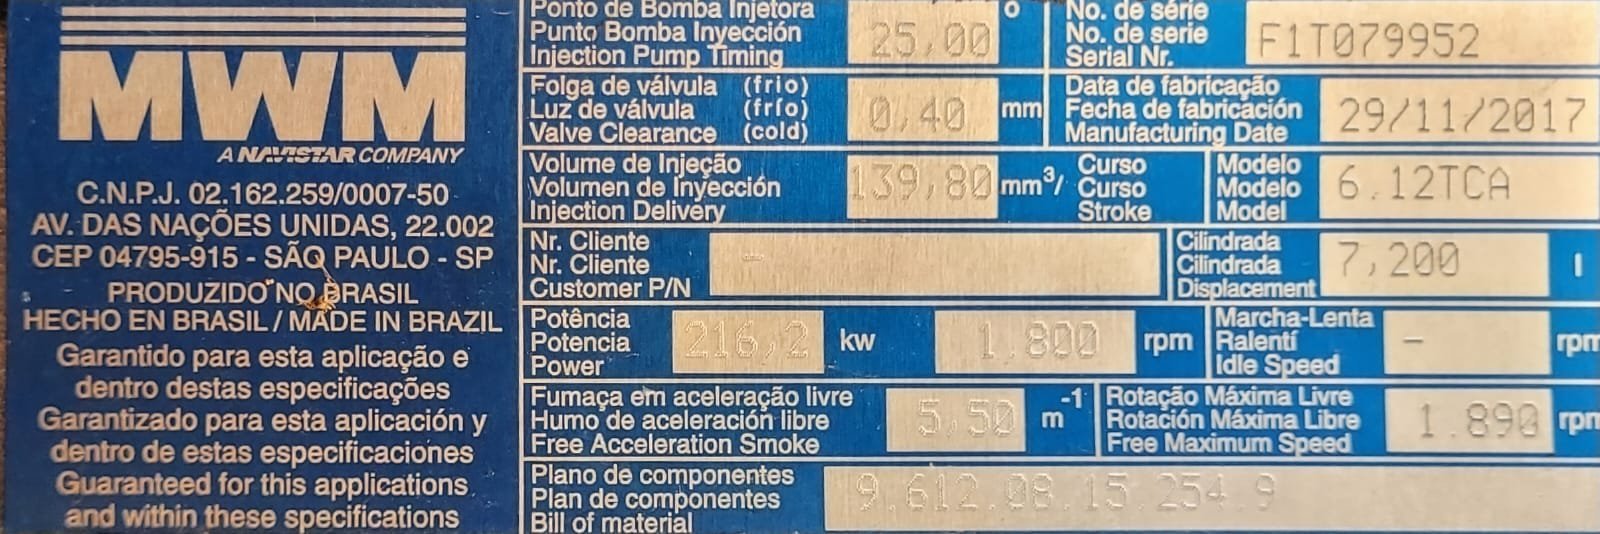 MWM
A NAVISTAR COMPANY
C.N.P.J. 02.162.259/0007-50
AV. DAS NAÇÕES UNIDAS, 22.002
CEP 04795-915 - SÃO PAULO - SP
PRODUZIDO NO BRASIL
HECHO EN BRASIL / MADE IN BRAZIL
Garantido para esta aplicação e
dentro destas especificações
Garantizado para esta aplicación y
dentro de estas especificaciones
Guaranteed for this applications
and within these specifications
Ponto de Bomba Injetora
Punto Bomba Inyección
Injection Pump Timing
25,00 o
No. de série
No. de serie
Serial Nr.
F1T079952
Folga de válvula (frio)
Luz de válvula (frío)
Valve Clearance (cold)
0,40 mm
Data de fabricação
Fecha de fabricación
Manufacturing Date
29/11/2017
Volume de Injeção
Volumen de Inyección
Injection Delivery
139,80 mm³/
Curso
Curso
Stroke
Modelo
Modelo
Model
6.12TCA
Nr. Cliente
Nr. Cliente
Customer P/N
-
Cilindrada
Cilindrada
Displacement
7,200 l
Potência
Potencia
Power
216,2 kw 1.800 rpm
Marcha-Lenta
Ralentí
Idle Speed
- rpm
Fumaça em aceleração livre
Humo de aceleración libre
Free Acceleration Smoke
5,50 m-1
Rotação Máxima Livre
Rotación Máxima Libre
Free Maximum Speed
1.890 rpm
Plano de componentes
Plan de componentes
Bill of material
9.612.08.15.254.9